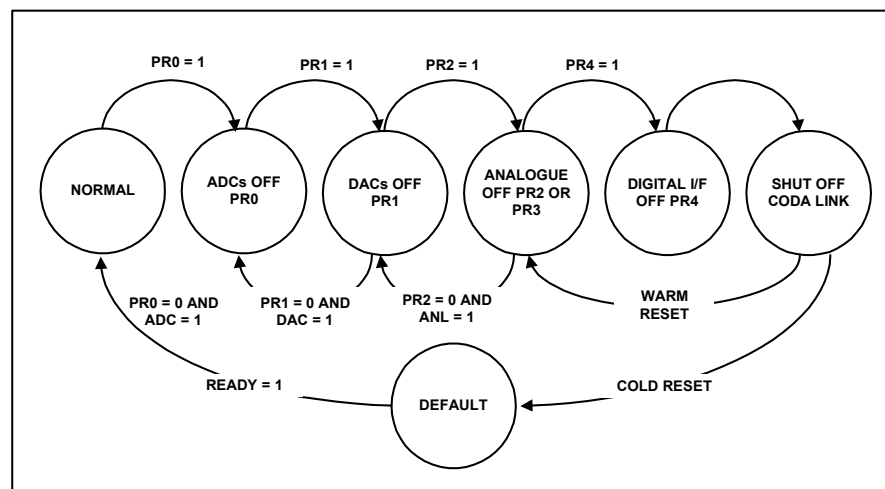 PR0 = 1
PR1 = 1
PR2 = 1
PR4 = 1
NORMAL
ADCs OFF
PR0
DACs OFF
PR1
ANALOGUE
OFF PR2 OR
PR3
DIGITAL I/F
OFF PR4
SHUT OFF
CODA LINK
PR0 = 0 AND
ADC = 1
PR1 = 0 AND
DAC = 1
PR2 = 0 AND
ANL = 1
WARM
RESET
READY = 1
DEFAULT
COLD RESET